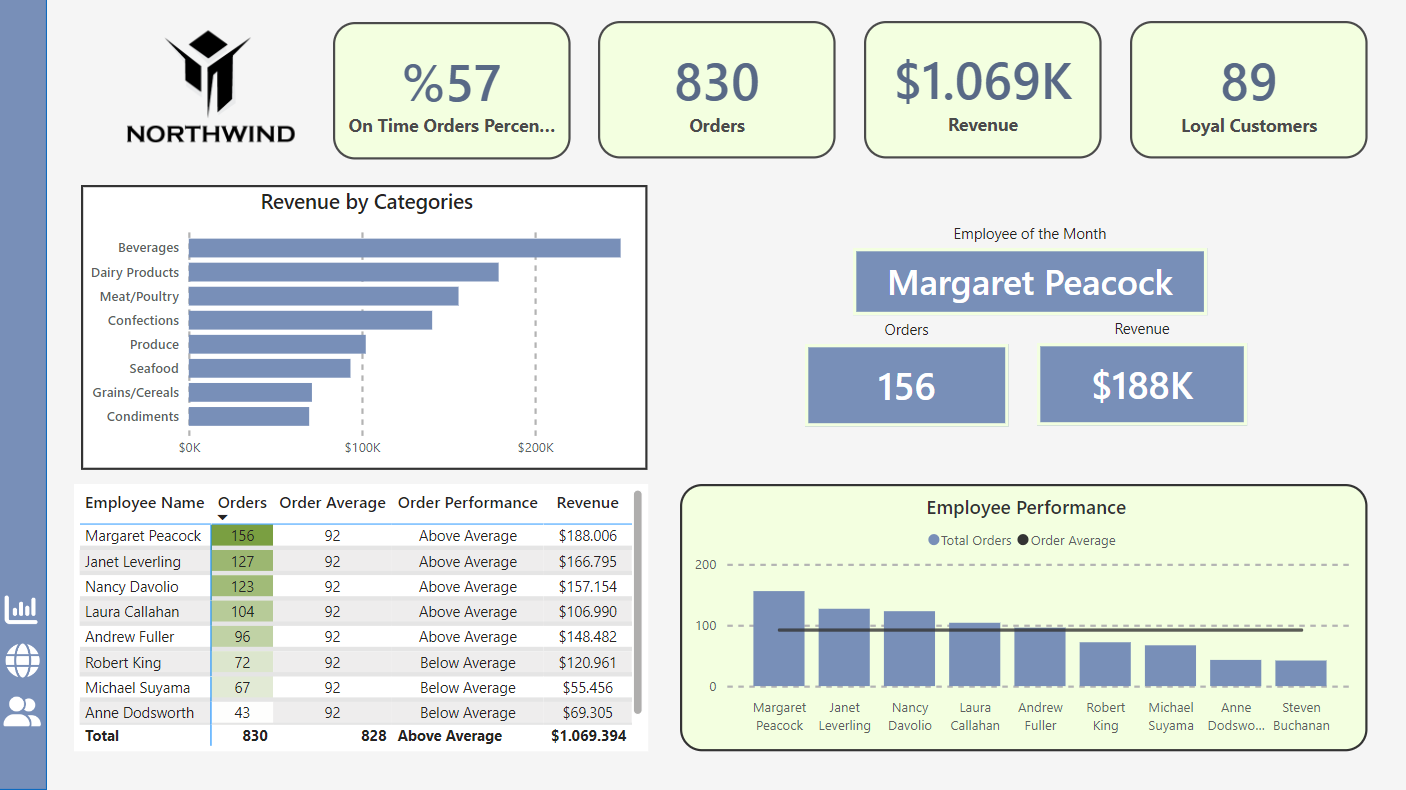 NORTHWIND
%57
On Time Orders Percen...
830
Orders
$1.069K
Revenue
89
Loyal Customers
Revenue by Categories
Beverages
Dairy Products
Meat/Poultry
Confections
Produce
Seafood
Grains/Cereals
Condiments
$0K $100K $200K
Employee of the Month
Margaret Peacock
Orders Revenue
156 $188K
Employee Name Orders Order Average Order Performance Revenue
Margaret Peacock 156 92 Above Average $188.006
Janet Leverling 127 92 Above Average $166.795
Nancy Davolio 123 92 Above Average $157.154
Laura Callahan 104 92 Above Average $106.990
Andrew Fuller 96 92 Above Average $148.482
Robert King 72 92 Below Average $120.961
Michael Suyama 67 92 Below Average $55.456
Anne Dodsworth 43 92 Below Average $69.305
Total 830 828 Above Average $1.069.394
Employee Performance
Total Orders Order Average
200
100
0
Margaret Janet Nancy Laura Andrew Robert Michael Anne Steven
Peacock Leverling Davolio Callahan Fuller King Suyama Dodswo... Buchanan